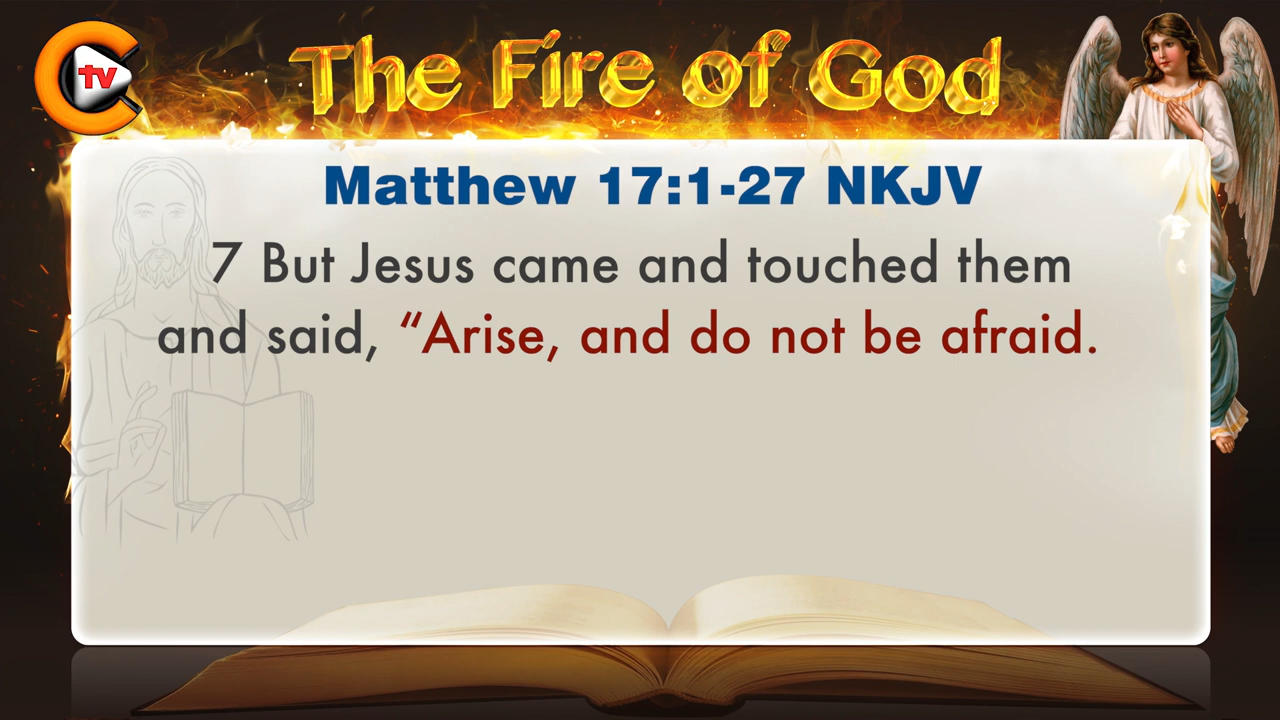 tv
The Fire of God
Matthew 17:1-27 NKJV
7 But Jesus came and touched them
and said, “Arise, and do not be afraid.